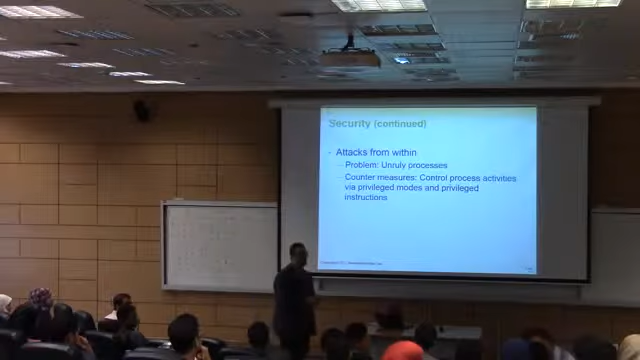 Security (continued)
- Attacks from within
– Problem: Unruly processes
– Counter measures: Control process activities
via privileged modes and privileged
instructions